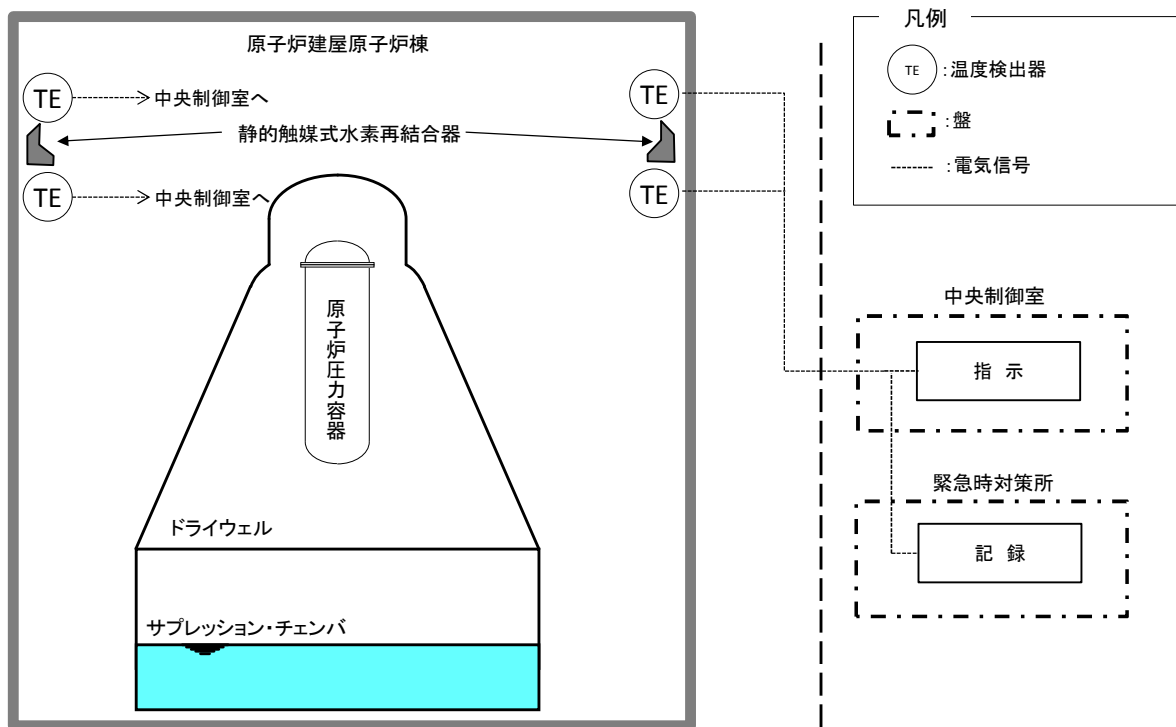 原子炉建屋原子炉棟
TE
中央制御室へ
TE
静的触媒式水素再結合器
TE
中央制御室へ
TE
原子炉圧力容器
ドライウェル
サプレッション・チェンバ
凡例
TE
:温度検出器
:盤
:電気信号
中央制御室
指 示
緊急時対策所
記 録